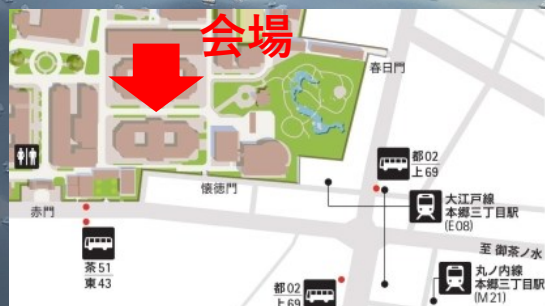 会場
春日門
都02
上69
懐徳門
大江戸線
本郷三丁目駅
(E08)
赤門
至 御茶ノ水
茶51
東43
丸ノ内線
本郷三丁目駅
(M21)
都02
上69